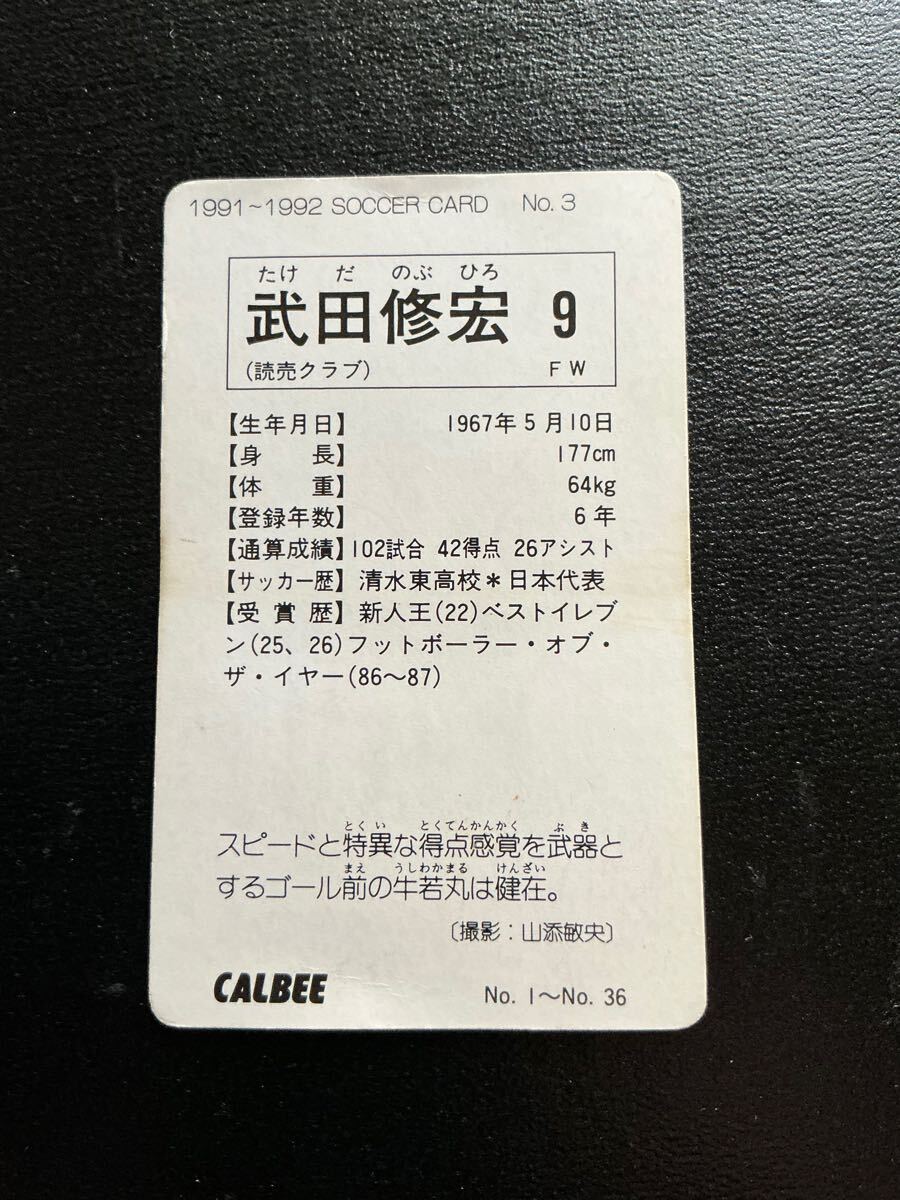 1991~1992 SOCCER CARD No. 3
たけ だ のぶ ひろ
武田修宏 9
(読売クラブ) FW
【生年月日】 1967年5月10日
【身 長】 177cm
【体 重】 64kg
【登録年数】 6年
【通算成績】102試合 42得点 26アシスト
【サッカー歴】清水東高校*日本代表
【受賞歴】新人王(22)ベストイレブ
ン(25、26)フットボーラー・オブ・
ザ・イヤー(86〜87)
とくい とくてんかんかく ぶき
スピードと特異な得点感覚を武器と
まえ うしわかまる けんざい
するゴール前の牛若丸は健在。
〔撮影:山添敏央〕
CALBEE No. 1〜No. 36